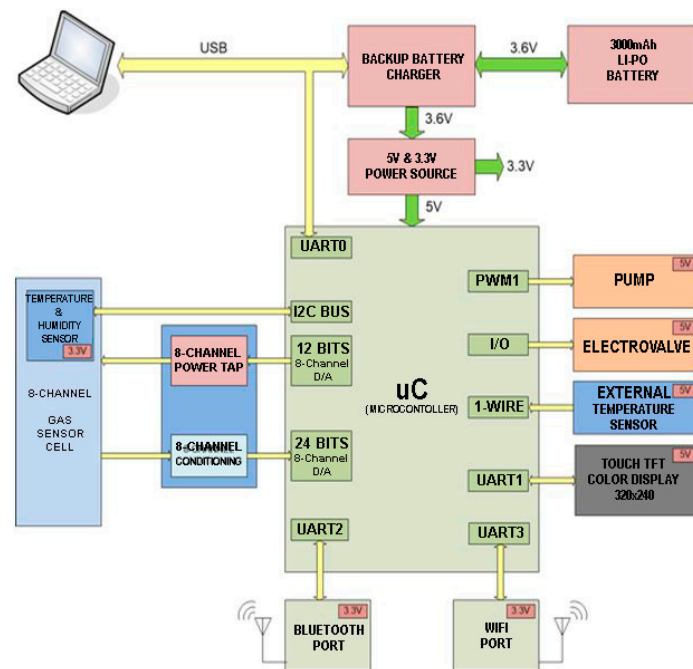 USB
BACKUP BATTERY
CHARGER
3.6V
3000mAh
LI-PO
BATTERY
3.6V
5V & 3.3V
POWER SOURCE
3.3V
5V
UART0
TEMPERATURE
&
HUMIDITY
SENSOR
3.3V
8-CHANNEL
GAS
SENSOR
CELL
I2C BUS
8-CHANNEL
POWER TAP
12 BITS
8-Channel
D/A
8-CHANNEL
CONDITIONING
24 BITS
8-Channel
D/A
uC
(MICROCONTOLLER)
PWM1
5V
PUMP
I/O
5V
ELECTROVALVE
1-WIRE
5V
EXTERNAL
TEMPERATURE
SENSOR
UART1
5V
TOUCH TFT
COLOR DISPLAY
320x240
UART2
UART3
3.3V
BLUETOOTH
PORT
3.3V
WIFI
PORT